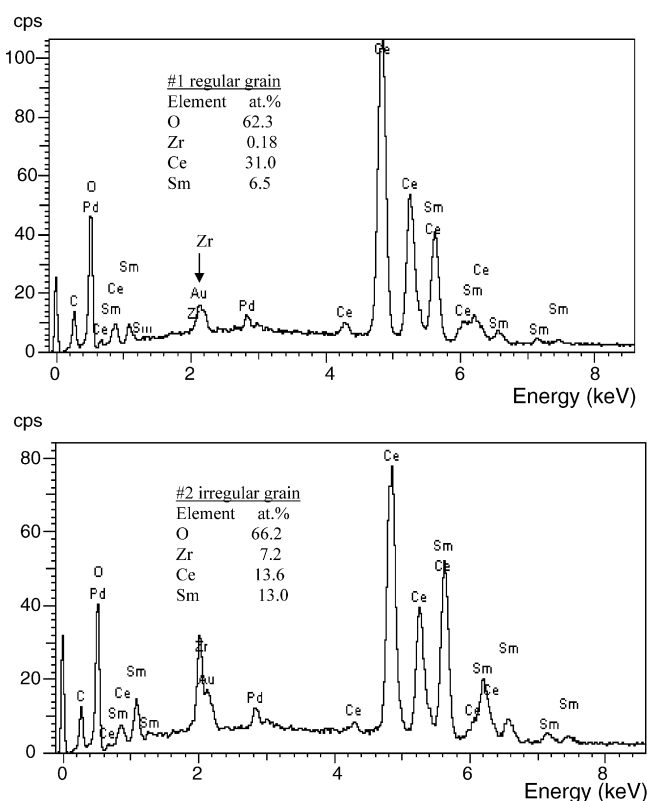 cps
100
80
60
40
20
0
#1 regular grain
Element at.%
O 62.3
Zr 0.18
Ce 31.0
Sm 6.5
Ce
Ce
Sm
Ce
O
Pd
Zr
Sm
Ce
C
Sm
Ce
Sm
Au
Zr
Pd
Ce
Ce
Sm
Ce
Sm
Sm
Sm
0 2 4 6 8
Energy (keV)
cps
80
60
40
20
0
#2 irregular grain
Element at.%
O 66.2
Zr 7.2
Ce 13.6
Sm 13.0
Ce
Sm
Ce
Ce
O
Pd
Zr
Au
Sm
Ce
C
Sm
Ce
Sm
Pd
Ce
Sm
Sm
Ce
Ce
Sm
Sm
0 2 4 6 8
Energy (keV)